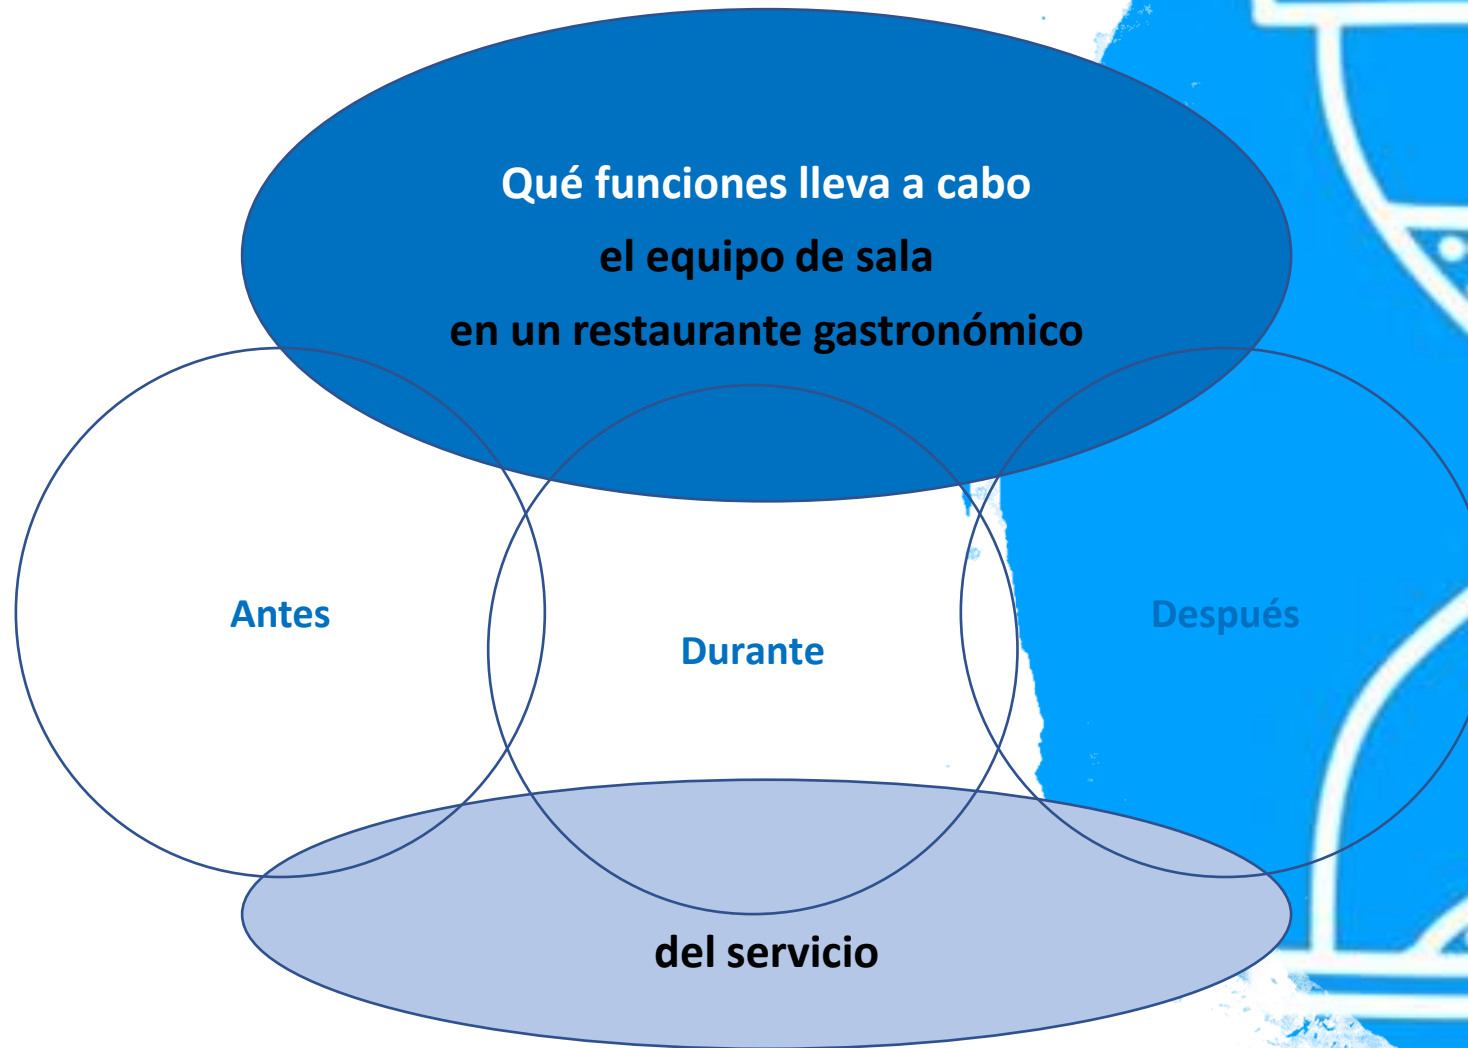 Qué funciones lleva a cabo
el equipo de sala
en un restaurante gastronómico
Antes
Durante
Después
del servicio